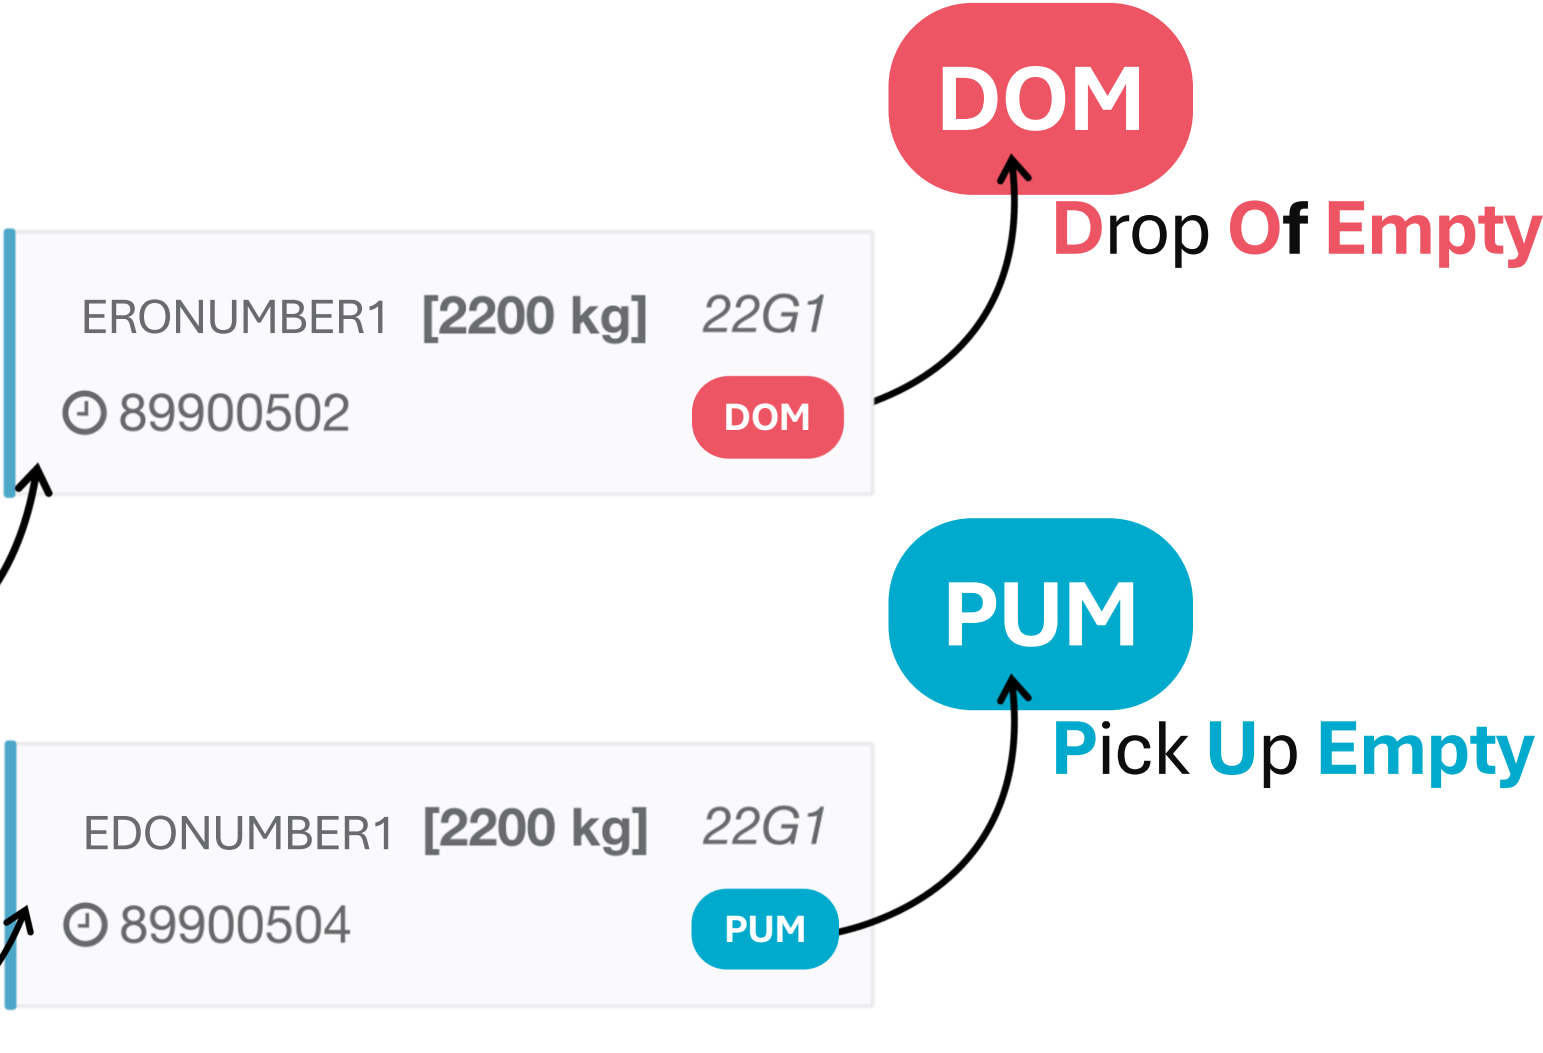 DOM
Drop Of Empty
ERONUMBER1 [2200 kg] 22G1
89900502 DOM
PUM
Pick Up Empty
EDONUMBER1 [2200 kg] 22G1
89900504 PUM